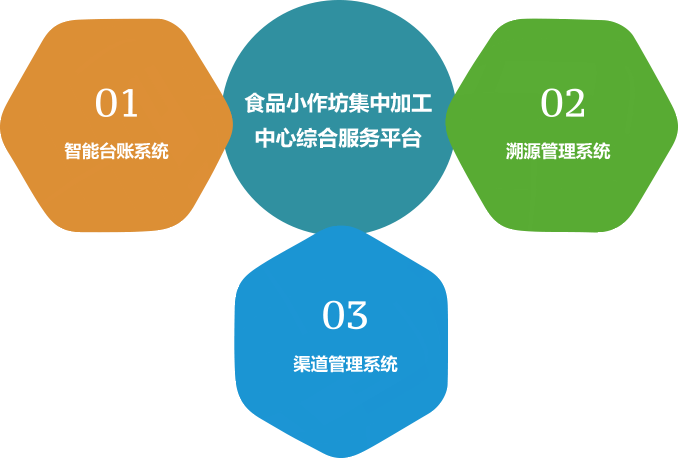 食品小作坊集中加工
中心综合服务平台
01
智能台账系统
02
溯源管理系统
03
渠道管理系统